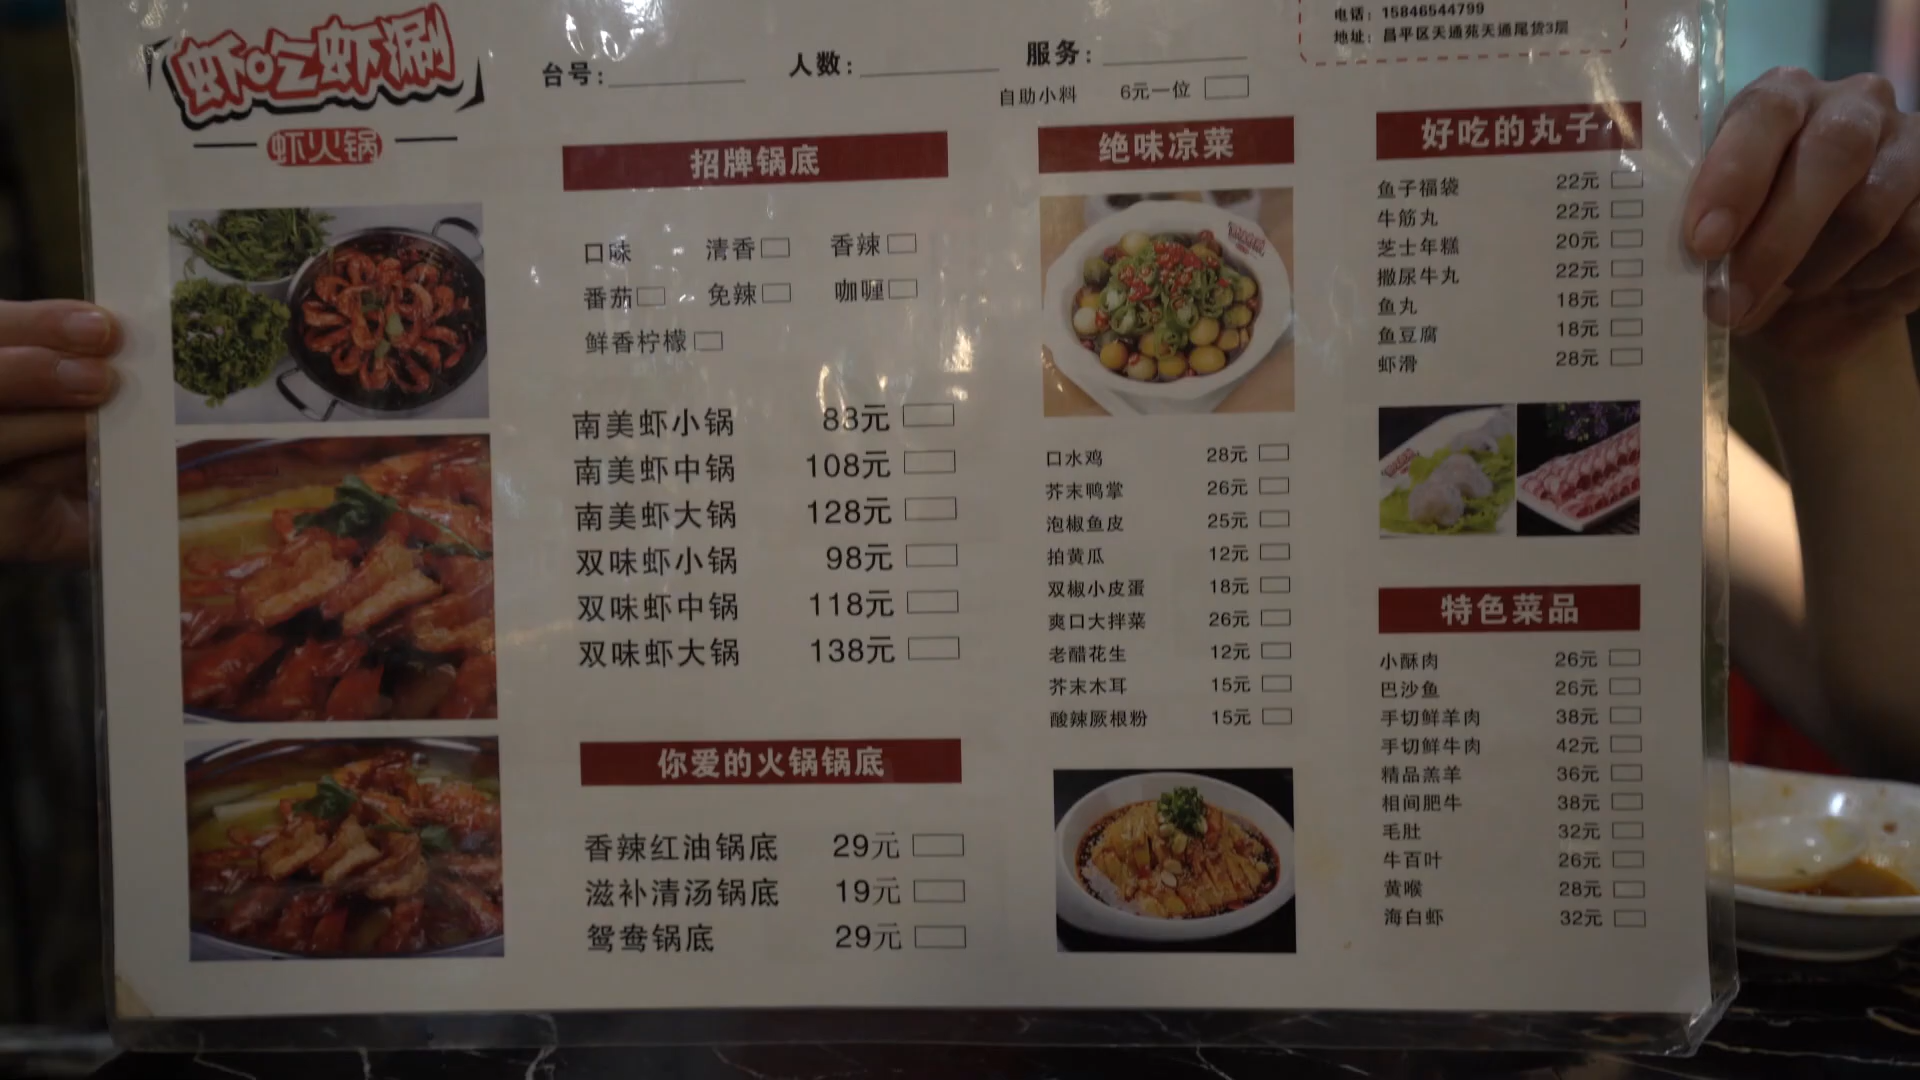 虾吃虾涮
虾火锅
台号：
人数：
服务：
电话：15846544799
地址：昌平区天通苑天通尾货3层
自助小料 6元一位
招牌锅底
口味 清香 香辣
番茄 免辣 咖喱
鲜香柠檬
南美虾小锅 88元
南美虾中锅 108元
南美虾大锅 128元
双味虾小锅 98元
双味虾中锅 118元
双味虾大锅 138元
你爱的火锅锅底
香辣红油锅底 29元
滋补清汤锅底 19元
鸳鸯锅底 29元
绝味凉菜
口水鸡 28元
芥末鸭掌 26元
泡椒鱼皮 25元
拍黄瓜 12元
双椒小皮蛋 18元
爽口大拌菜 26元
老醋花生 12元
芥末木耳 15元
酸辣厥根粉 15元
好吃的丸子
鱼子福袋 22元
牛筋丸 22元
芝士年糕 20元
撒尿牛丸 22元
鱼丸 18元
鱼豆腐 18元
虾滑 28元
特色菜品
小酥肉 26元
巴沙鱼 26元
手切鲜羊肉 38元
手切鲜牛肉 42元
精品羔羊 36元
相间肥牛 38元
毛肚 32元
牛百叶 26元
黄喉 28元
海白虾 32元